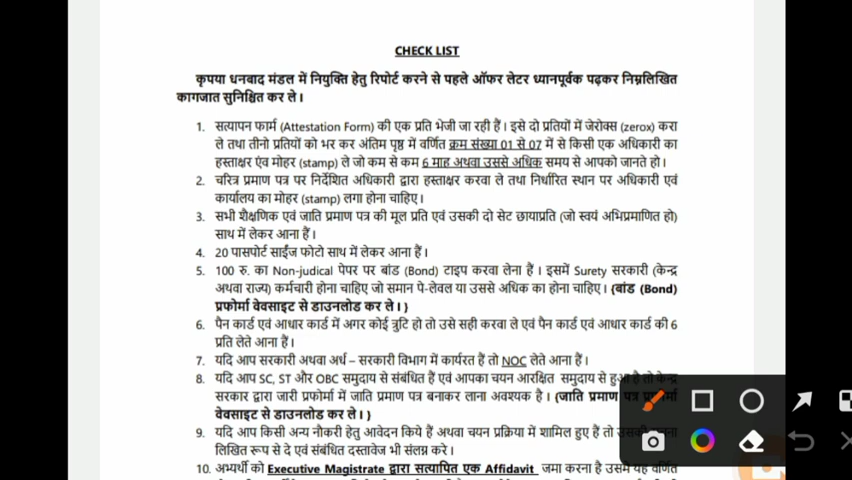 CHECK LIST
कृपया धनबाद मंडल में नियुक्ति हेतु रिपोर्ट करने से पहले ऑफर लेटर ध्यानपूर्वक पढ़कर निम्नलिखित
कागजात सुनिश्चित कर ले ।
1. सत्यापन फार्म (Attestation Form) की एक प्रति भेजी जा रही हैं । इसे दो प्रतियों में जेरोक्स (zerox) करा
ले तथा तीनो प्रतियों को भर कर अंतिम पृष्ठ में वर्णित क्रम संख्या 01 से 07 में से किसी एक अधिकारी का
हस्ताक्षर एंव मोहर (stamp) ले जो कम से कम 6 माह अथवा उससे अधिक समय से आपको जानते हो ।
2. चरित्र प्रमाण पत्र पर निर्देशित अधिकारी द्वारा हस्ताक्षर करवा ले तथा निर्धारित स्थान पर अधिकारी एवं
कार्यालय का मोहर (stamp) लगा होना चाहिए ।
3. सभी शैक्षणिक एवं जाति प्रमाण पत्र की मूल प्रति एवं उसकी दो सेट छायाप्रति (जो स्वयं अभिप्रमाणित हो)
साथ में लेकर आना हैं ।
4. 20 पासपोर्ट साईंज फोटो साथ में लेकर आना हैं ।
5. 100 रु. का Non-judical पेपर पर बांड (Bond) टाइप करवा लेना हैं । इसमें Surety सरकारी (केन्द्र
अथवा राज्य) कर्मचारी होना चाहिए जो समान पे-लेवल या उससे अधिक का होना चाहिए । {बांड (Bond)
प्रफोर्मा वेवसाइट से डाउनलोड कर ले । }
6. पैन कार्ड एवं आधार कार्ड में अगर कोई त्रुटि हो तो उसे सही करवा ले एवं पैन कार्ड एवं आधार कार्ड की 6
प्रति लेते आना हैं ।
7. यदि आप सरकारी अथवा अर्ध – सरकारी विभाग में कार्यरत हैं तो NOC लेते आना हैं ।
8. यदि आप SC, ST और OBC समुदाय से संबंधित हैं एवं आपका चयन आरक्षित समुदाय से हुआ है तो केन्द्र
सरकार द्वारा जारी प्रफोर्मा में जाति प्रमाण पत्र बनाकर लाना अवश्यक है । {जाति प्रमाण पत्र
वेवसाइट से डाउनलोड कर ले । }
9. यदि आप किसी अन्य नौकरी हेतु आवेदन किये हैं अथवा चयन प्रक्रिया में शामिल हुए हैं तो
लिखित रूप से दे एवं संबंधित दस्तावेज भी संलग्न करे ।
10. अभ्यर्थी को Executive Magistrate द्वारा सत्यापित एक Affidavit जमा करना है उसमें यह वर्णित